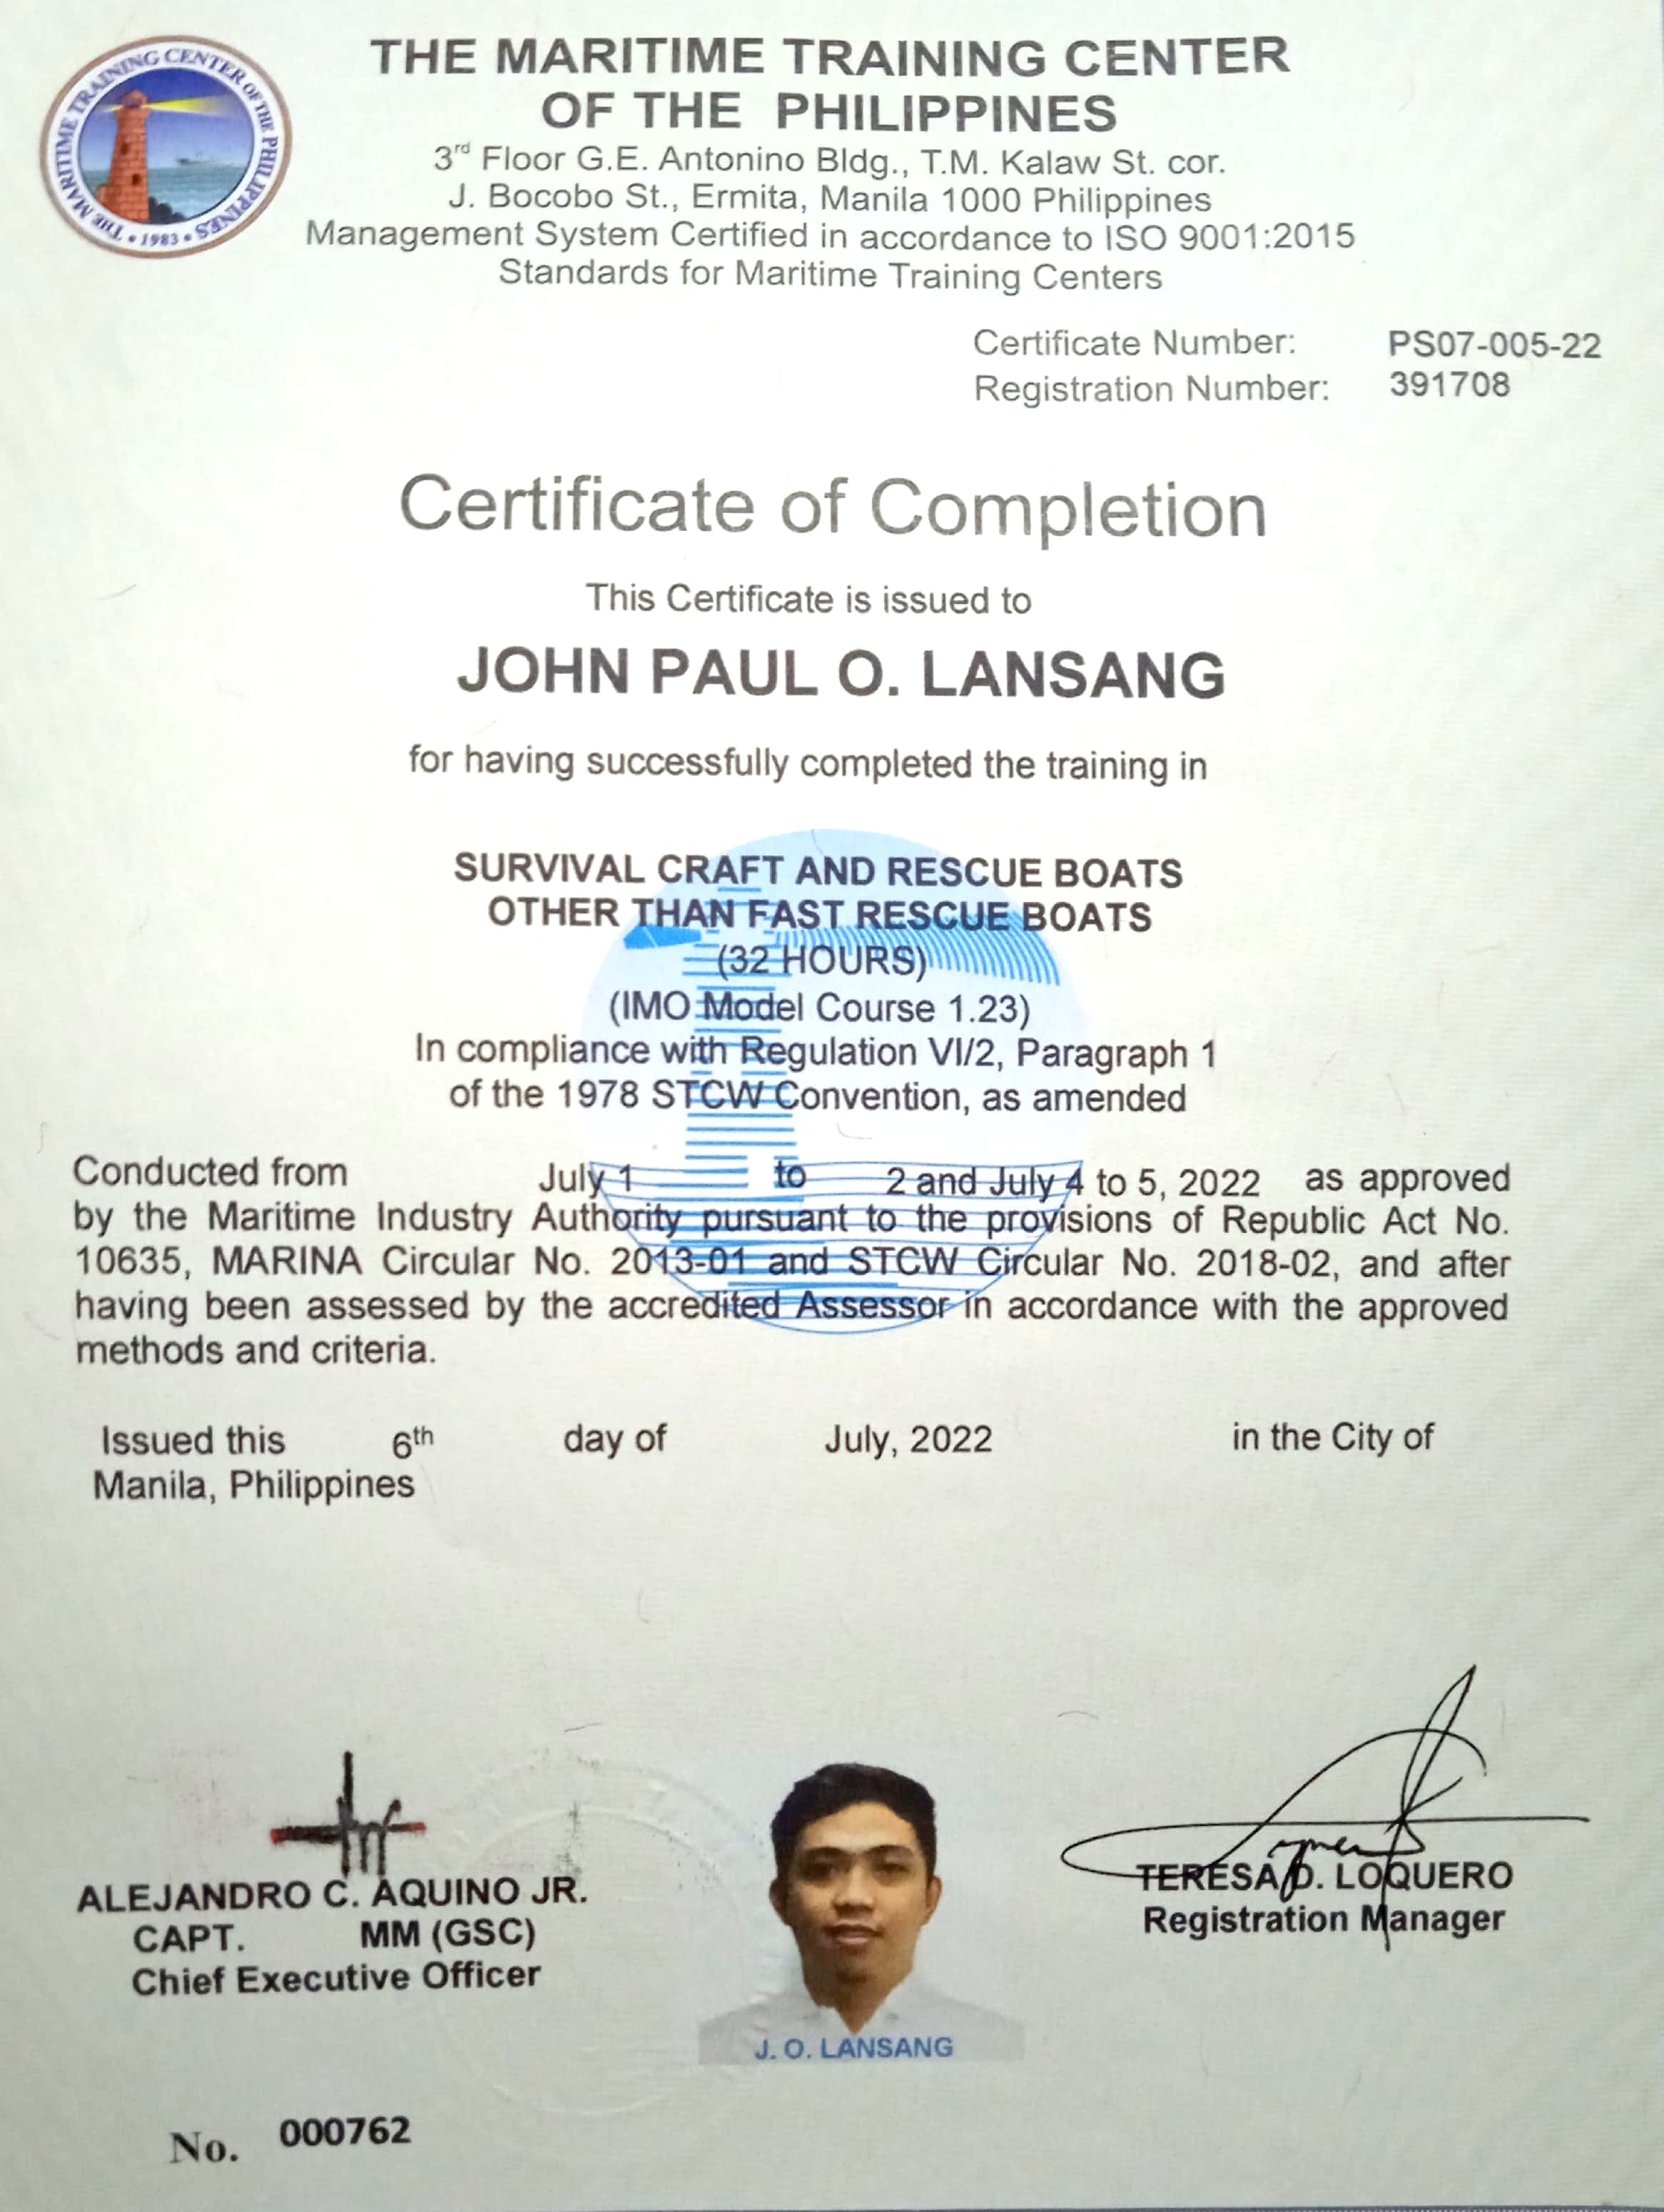 THE MARITIME TRAINING CENTER OF THE PHILIPPINES
• 1983 •
THE MARITIME TRAINING CENTER
OF THE PHILIPPINES
3rd Floor G.E. Antonino Bldg., T.M. Kalaw St. cor.
J. Bocobo St., Ermita, Manila 1000 Philippines
Management System Certified in accordance to ISO 9001:2015
Standards for Maritime Training Centers
Certificate Number: PS07-005-22
Registration Number: 391708
Certificate of Completion
This Certificate is issued to
JOHN PAUL O. LANSANG
for having successfully completed the training in
SURVIVAL CRAFT AND RESCUE BOATS
OTHER THAN FAST RESCUE BOATS
(32 HOURS)
(IMO Model Course 1.23)
In compliance with Regulation VI/2, Paragraph 1
of the 1978 STCW Convention, as amended
Conducted from July 1 to 2 and July 4 to 5, 2022 as approved
by the Maritime Industry Authority pursuant to the provisions of Republic Act No.
10635, MARINA Circular No. 2013-01 and STCW Circular No. 2018-02, and after
having been assessed by the accredited Assessor in accordance with the approved
methods and criteria.
Issued this 6th day of July, 2022 in the City of
Manila, Philippines
ALEJANDRO C. AQUINO JR.
CAPT. MM (GSC)
Chief Executive Officer
J. O. LANSANG
TERESA D. LOQUERO
Registration Manager
No. 000762